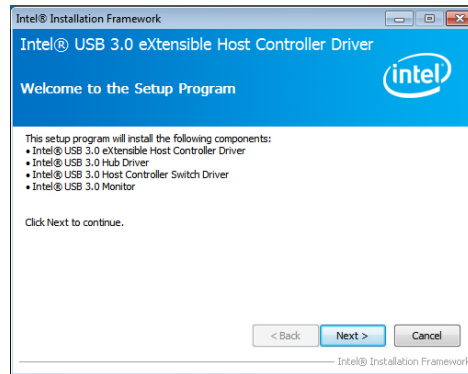 Intel® Installation Framework
Intel® USB 3.0 eXtensible Host Controller Driver
intel
Welcome to the Setup Program
This setup program will install the following components:
• Intel® USB 3.0 eXtensible Host Controller Driver
• Intel® USB 3.0 Hub Driver
• Intel® USB 3.0 Host Controller Switch Driver
• Intel® USB 3.0 Monitor
Click Next to continue.
< Back Next > Cancel
Intel® Installation Framework